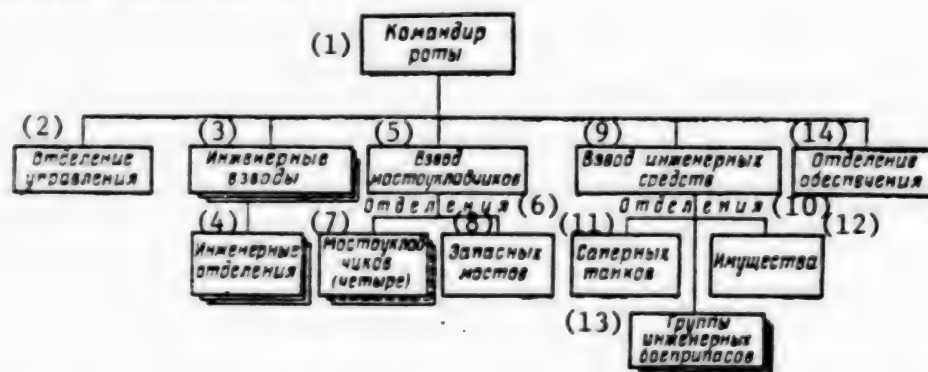 (1)
Командир
роты
(2) (3) (5) (9) (14)
Отделение
управления
Инженерные
взводы
Взвод
мостоукладчиков
Взвод инженерных
средств
Отделение
обеспечения
Отделения (6)
Отделения (10)
(4) (7) (8) (11) (12)
Инженерные
отделения
Мостоуклад-
чиков
(четыре)
Запасных
мостов
Саперных
танков
Имущества
(13)
Группы
инженерных
боеприпасов